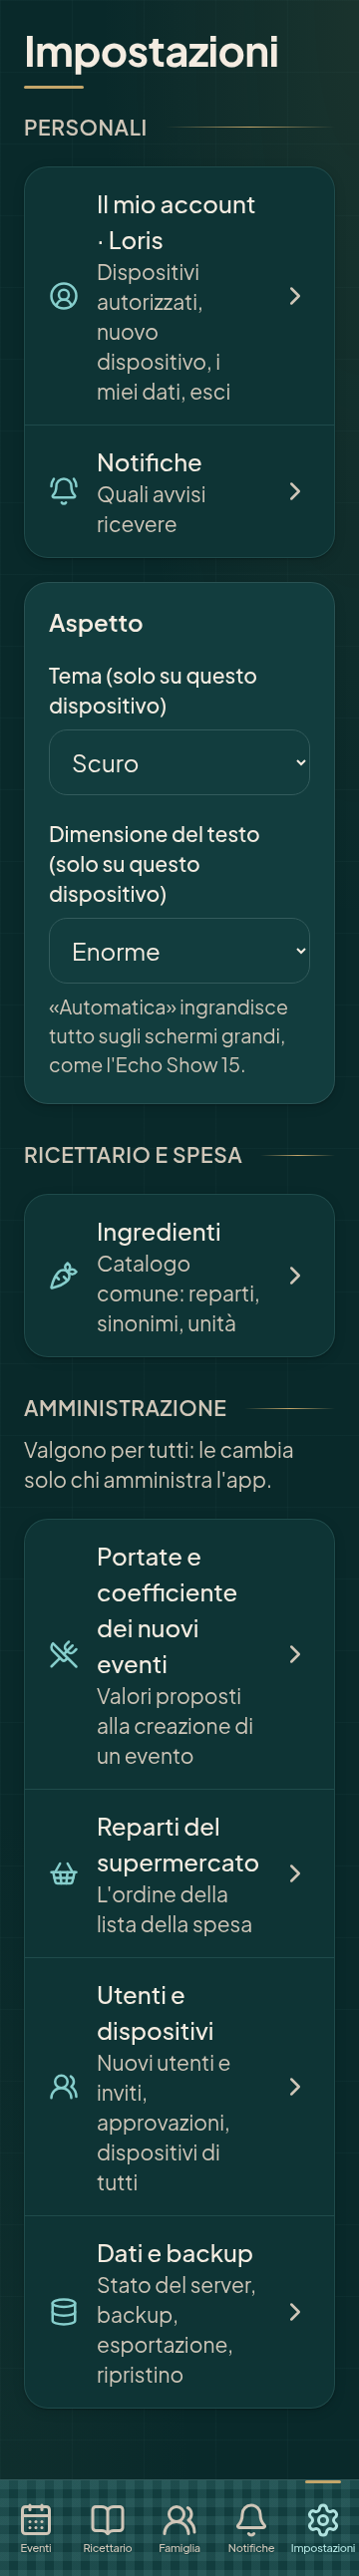 Impostazioni
PERSONALI
Il mio account
· Loris
Dispositivi
autorizzati,
nuovo
dispositivo, i
miei dati, esci
Notifiche
Quali avvisi
ricevere
Aspetto
Tema (solo su questo
dispositivo)
Scuro
Dimensione del testo
(solo su questo
dispositivo)
Enorme
«Automatica» ingrandisce
tutto sugli schermi grandi,
come l'Echo Show 15.
RICETTARIO E SPESA
Ingredienti
Catalogo
comune: reparti,
sinonimi, unità
AMMINISTRAZIONE
Valgono per tutti: le cambia
solo chi amministra l'app.
Portate e
coefficiente
dei nuovi
eventi
Valori proposti
alla creazione di
un evento
Reparti del
supermercato
L'ordine della
lista della spesa
Utenti e
dispositivi
Nuovi utenti e
inviti,
approvazioni,
dispositivi di
tutti
Dati e backup
Stato del server,
backup,
esportazione,
ripristino
Eventi Ricettario Famiglia Notifiche Impostazioni